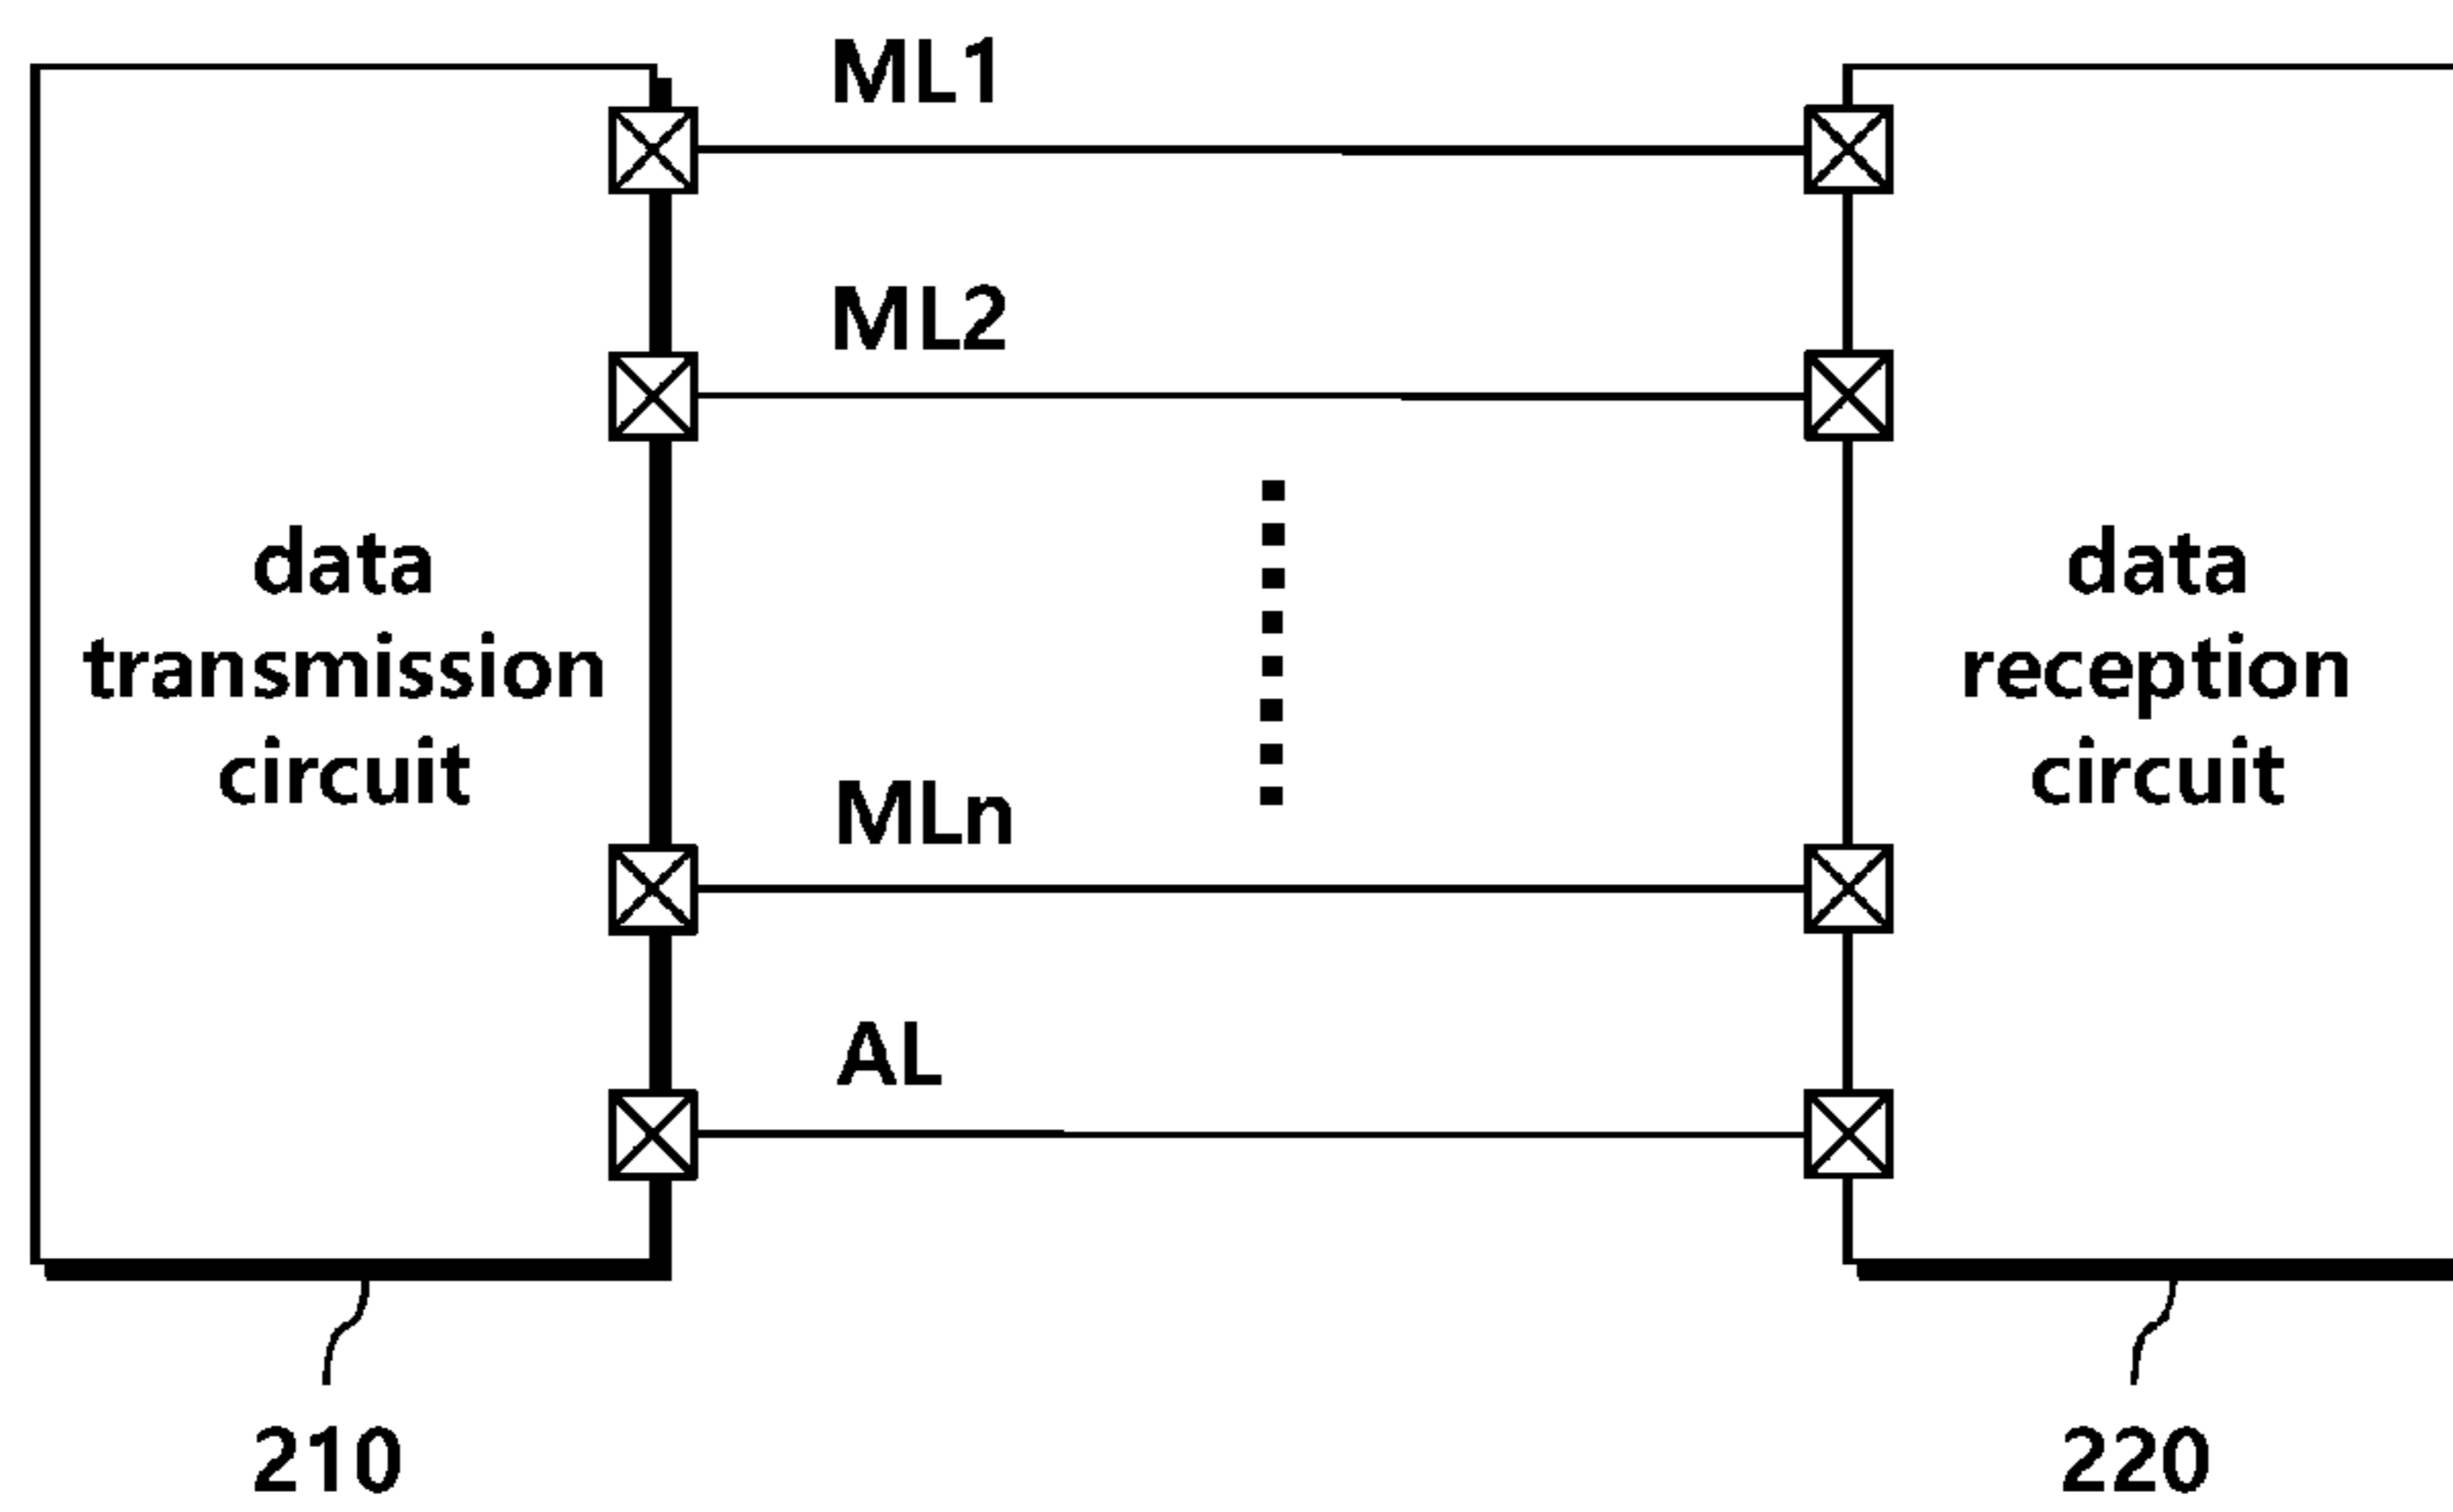 ML1
ML2
data
transmission
circuit
data
reception
circuit
MLn
AL
210
220